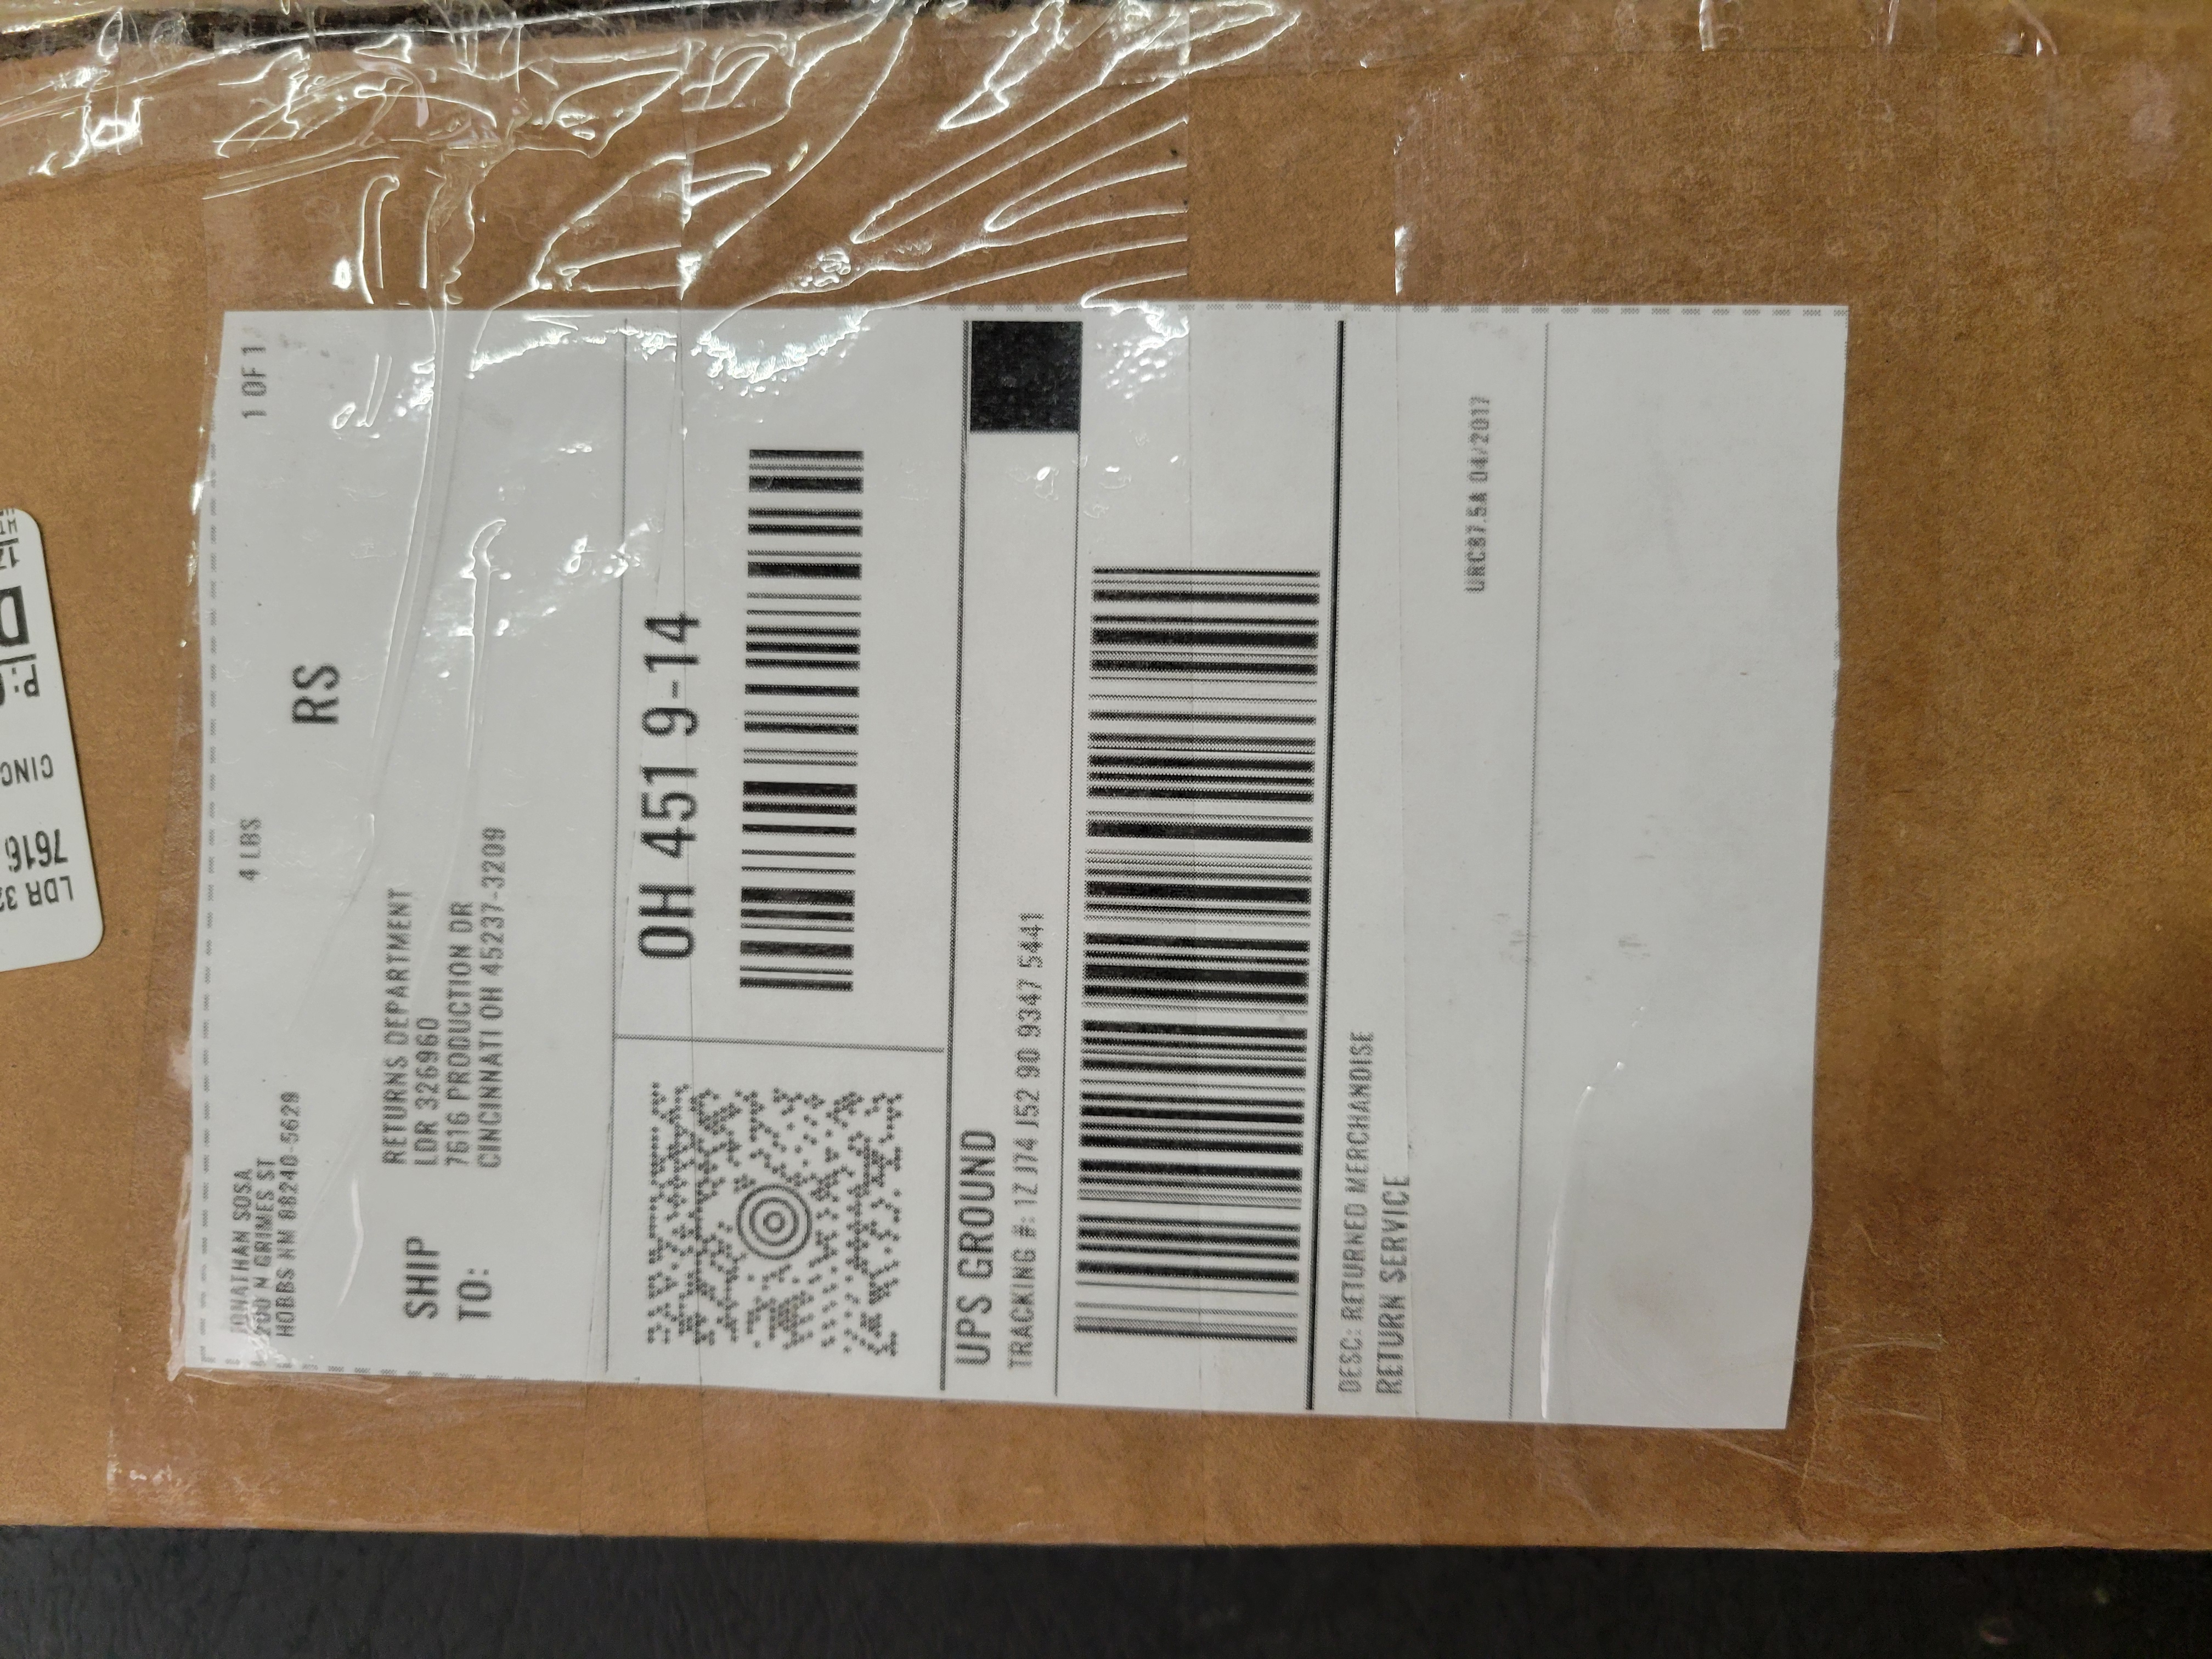 JONATHAN SOSA
N GRIMES ST
HOBBS NM 88240-5629
4 LBS
1 OF 1
RS
SHIP
TO:
RETURNS DEPARTMENT
LDR 326960
7616 PRODUCTION DR
CINCINNATI OH 45237-3209
OH 451 9-14
UPS GROUND
TRACKING #: 1Z J74 J52 90 9347 5441
DESC: RETURNED MERCHANDISE
RETURN SERVICE
URC87.5A 04/2017
LDR 32
7616
CINC
P:
D